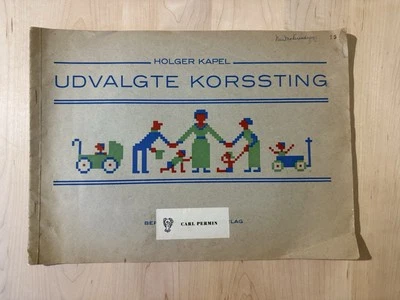 HOLGER KAPEL
UDVALGTE KORSSTING
CARL PERMIN